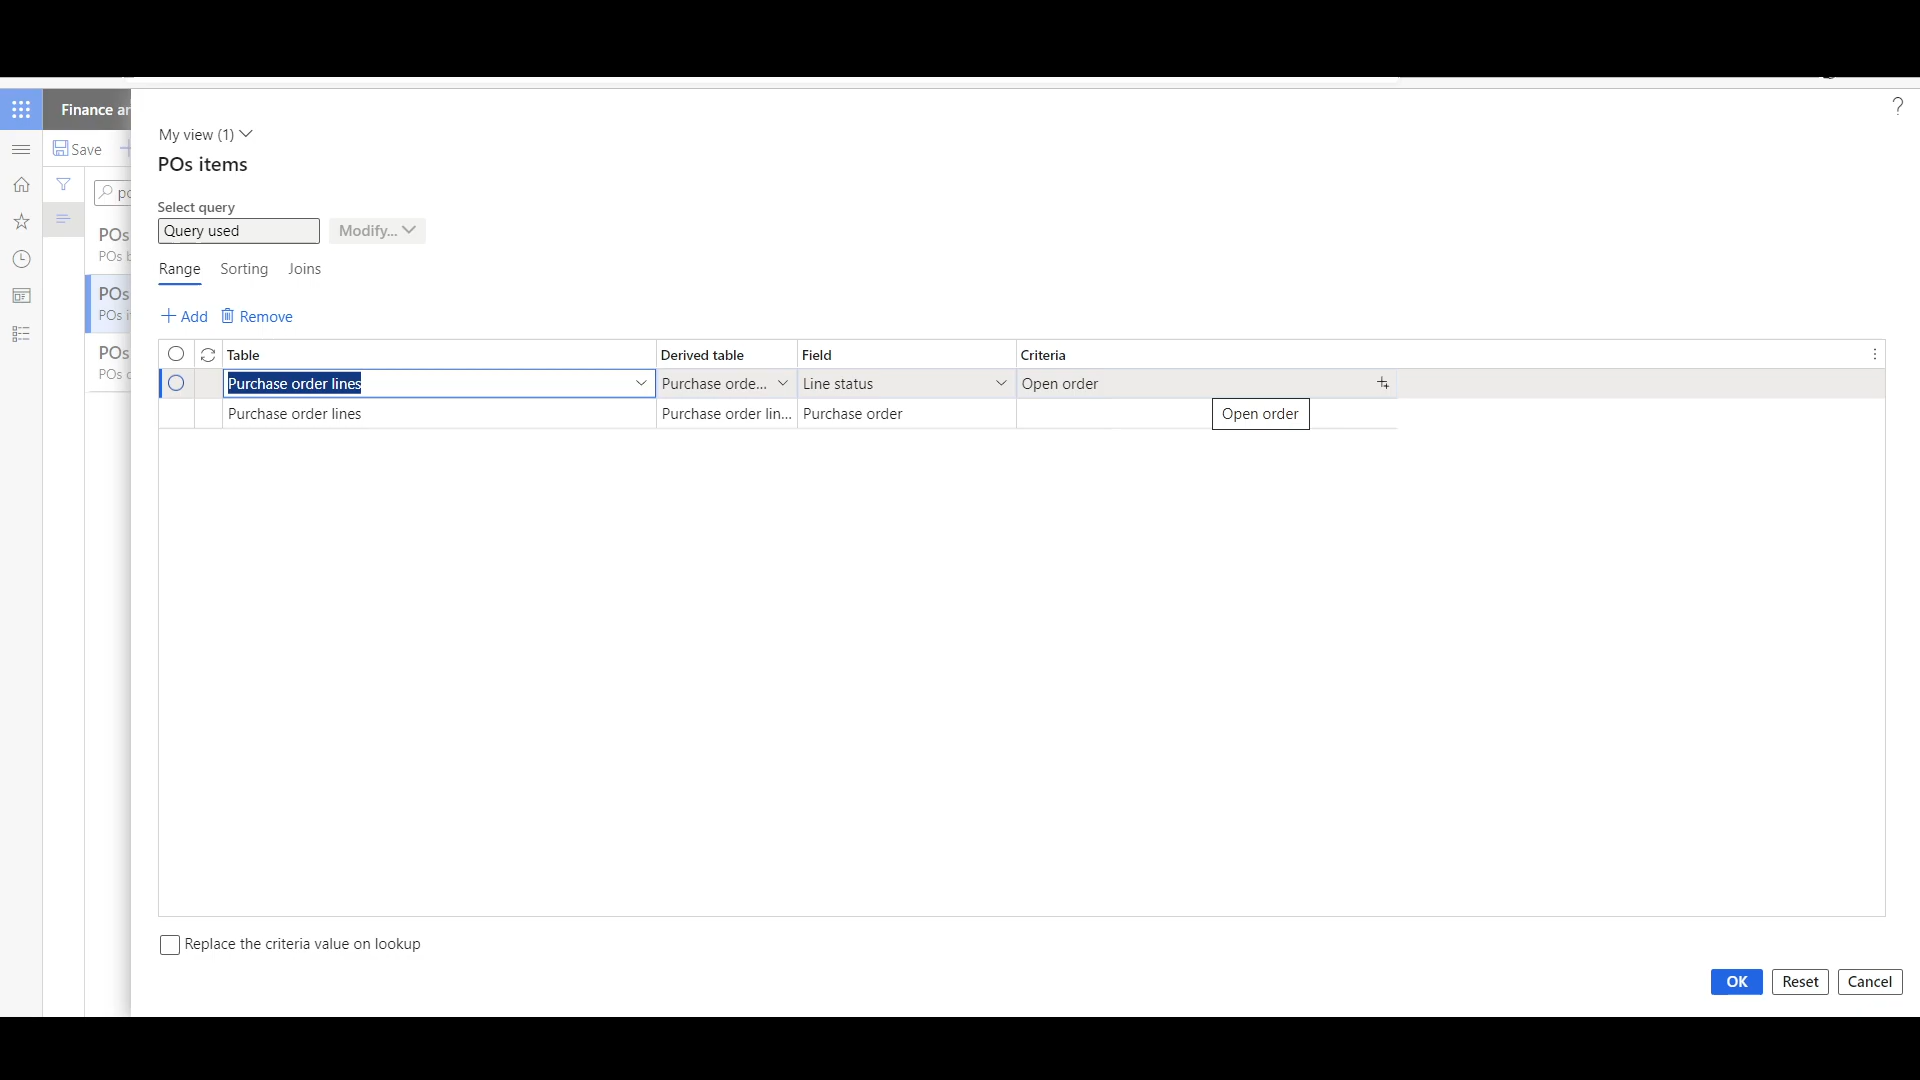 Finance ar
?
My view (1)
Save
POs items
po
Select query
Query used
Modify...
POs
POs b
Range Sorting Joins
POs
POs i
Add Remove
POs
POs c
Table Derived table Field Criteria
Purchase order lines Purchase orde... Line status Open order
Purchase order lines Purchase order lin... Purchase order
Open order
Replace the criteria value on lookup
OK Reset Cancel